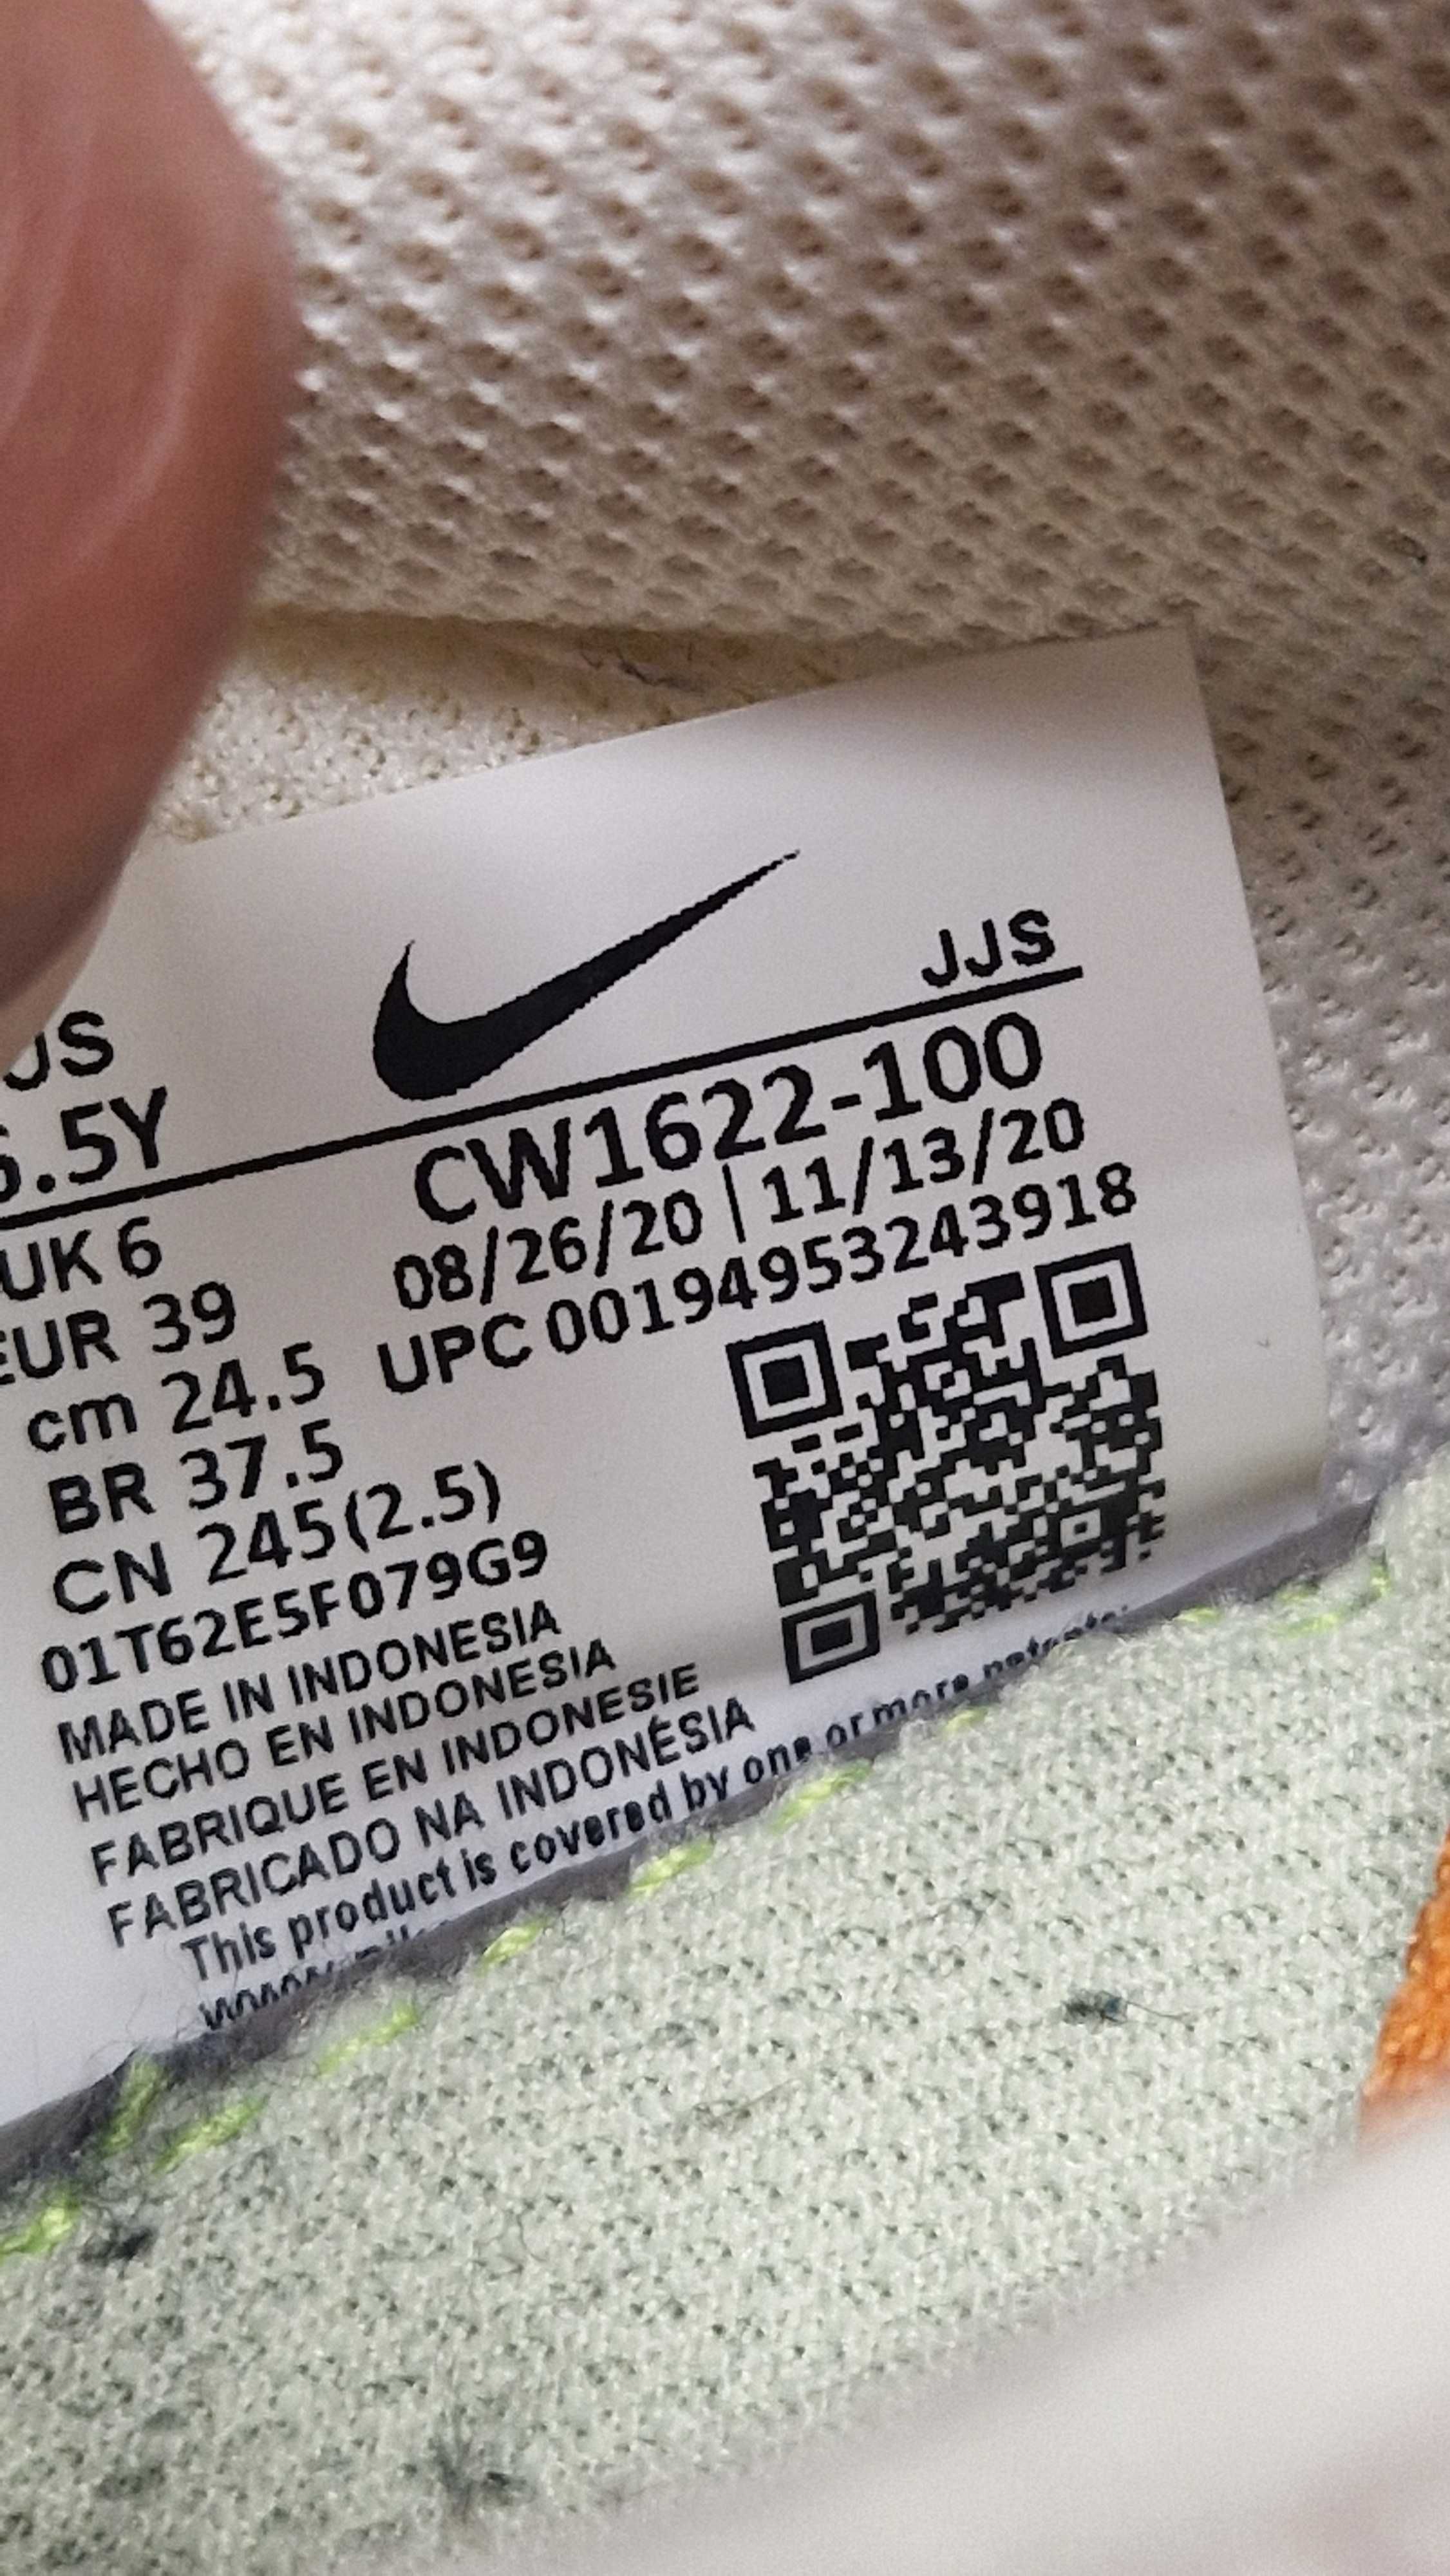 JJS
US
6.5Y
CW1622-100
UK 6
08/26/20 | 11/13/20
EUR 39
UPC 00194953243918
cm 24.5
BR 37.5
CN 245(2.5)
01T62E5F079G9
MADE IN INDONESIA
HECHO EN INDONESIA
FABRIQUE EN INDONESIE
FABRICADO NA INDONÉSIA
This product is covered by one or more patents: